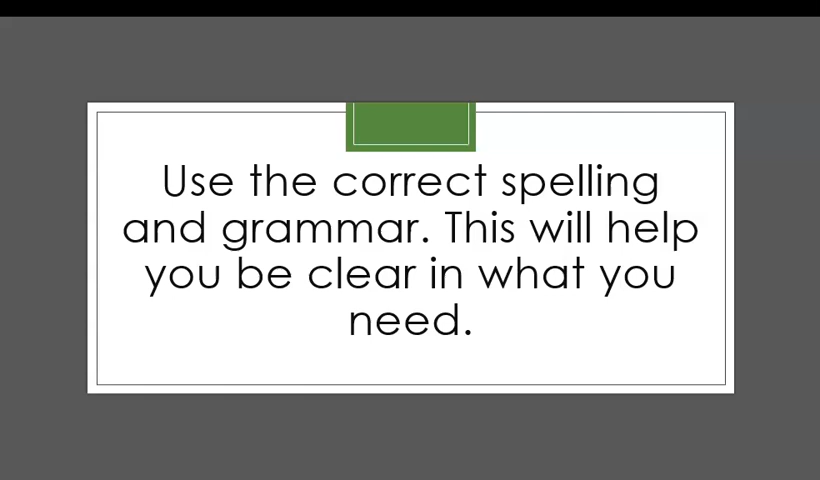 Use the correct spelling
and grammar. This will help
you be clear in what you
need.